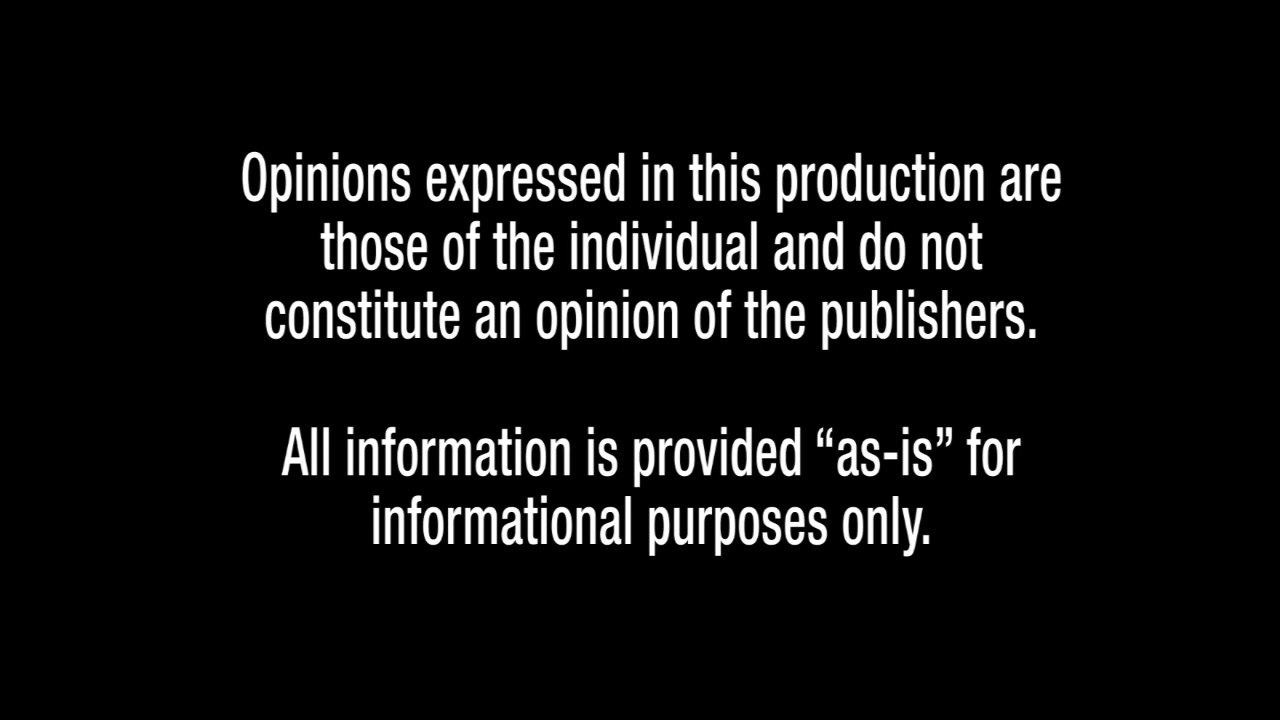 Opinions expressed in this production are
those of the individual and do not
constitute an opinion of the publishers.
All information is provided “as-is” for
informational purposes only.